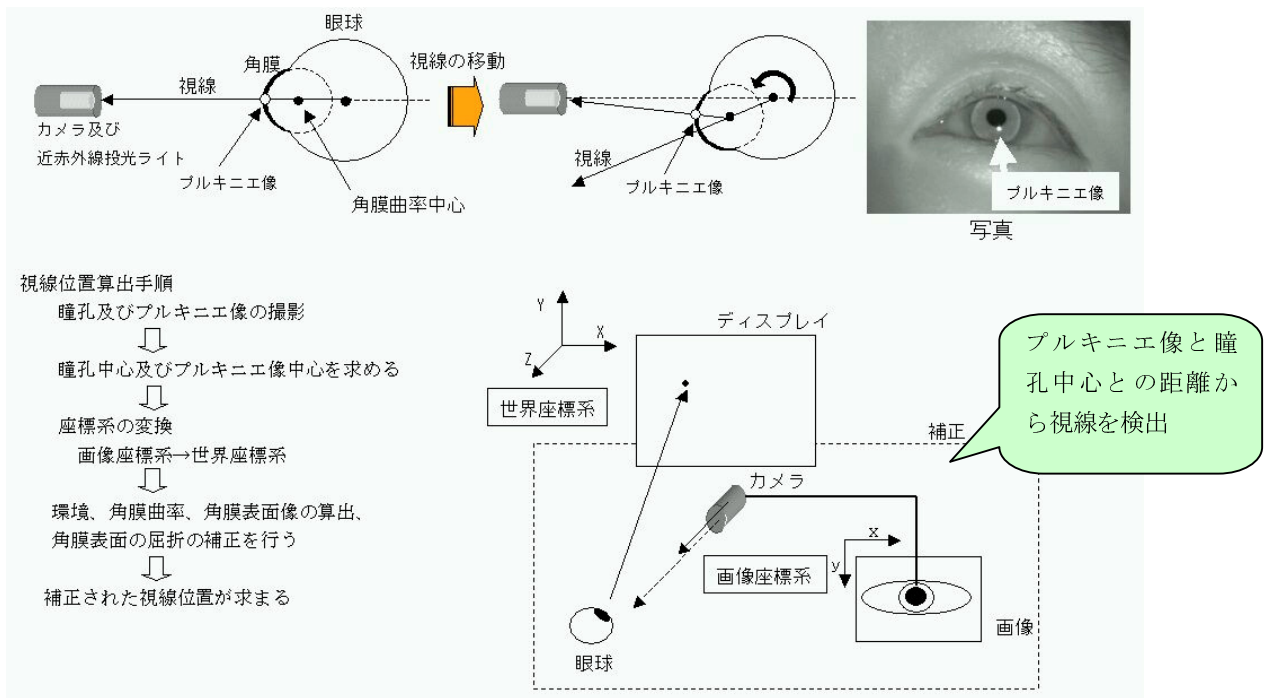 眼球
角膜
視線の移動
視線
カメラ及び
近赤外線投光ライト
プルキニエ像
角膜曲率中心
視線
プルキニエ像
プルキニエ像
写真
視線位置算出手順
瞳孔及びプルキニエ像の撮影
瞳孔中心及びプルキニエ像中心を求める
座標系の変換
画像座標系→世界座標系
環境、角膜曲率、角膜表面像の算出、
角膜表面の屈折の補正を行う
補正された視線位置が求まる
Y
X
Z
世界座標系
ディスプレイ
補正
カメラ
画像座標系
x
y
画像
眼球
プルキニエ像と瞳
孔中心との距離か
ら視線を検出